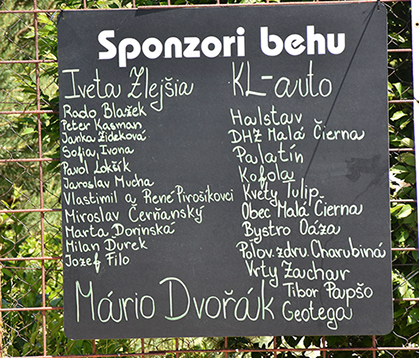 Sponzori behu
Iveta Zlejšia
Rado Blažek
Peter Kasman
Janka Žideková
Sofia Ivona
Pavol Lokšík
Jaroslav Mucha
Vlastimil a René Pirošíkovci
Miroslav Čerňanský
Marta Dorinská
Milan Ďurek
Jozef Filo
KL-auto
Halstav
DHZ Malá Čierna
Palatín
Kofola
Kvety Tulip
Obec Malá Čierna
Bystro Oáza
Poľov. zdru. Charubinná
Vrty Zachar
Tibor Papšo
Geotega
Mário Dvořák